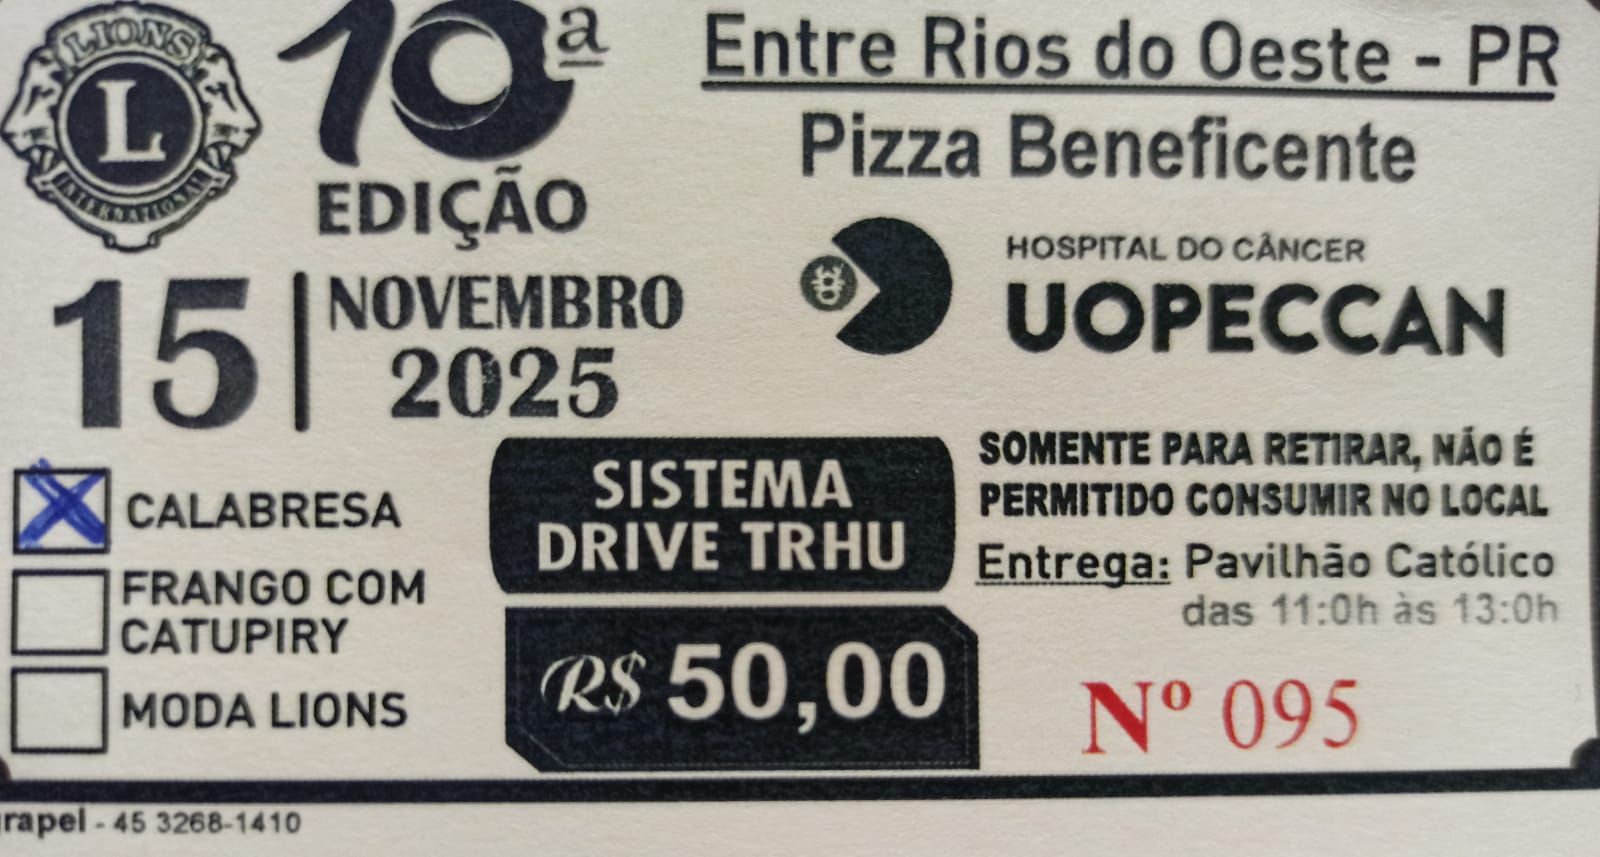 LIONS
L
INTERNATIONAL
10ª
EDIÇÃO
15
NOVEMBRO
2025
Entre Rios do Oeste - PR
Pizza Beneficente
HOSPITAL DO CÂNCER
UOPECCAN
CALABRESA
FRANGO COM
CATUPIRY
MODA LIONS
SISTEMA
DRIVE TRHU
R$ 50,00
SOMENTE PARA RETIRAR, NÃO É
PERMITIDO CONSUMIR NO LOCAL
Entrega: Pavilhão Católico
das 11:0h às 13:0h
Nº 095
rapel - 45 3268-1410